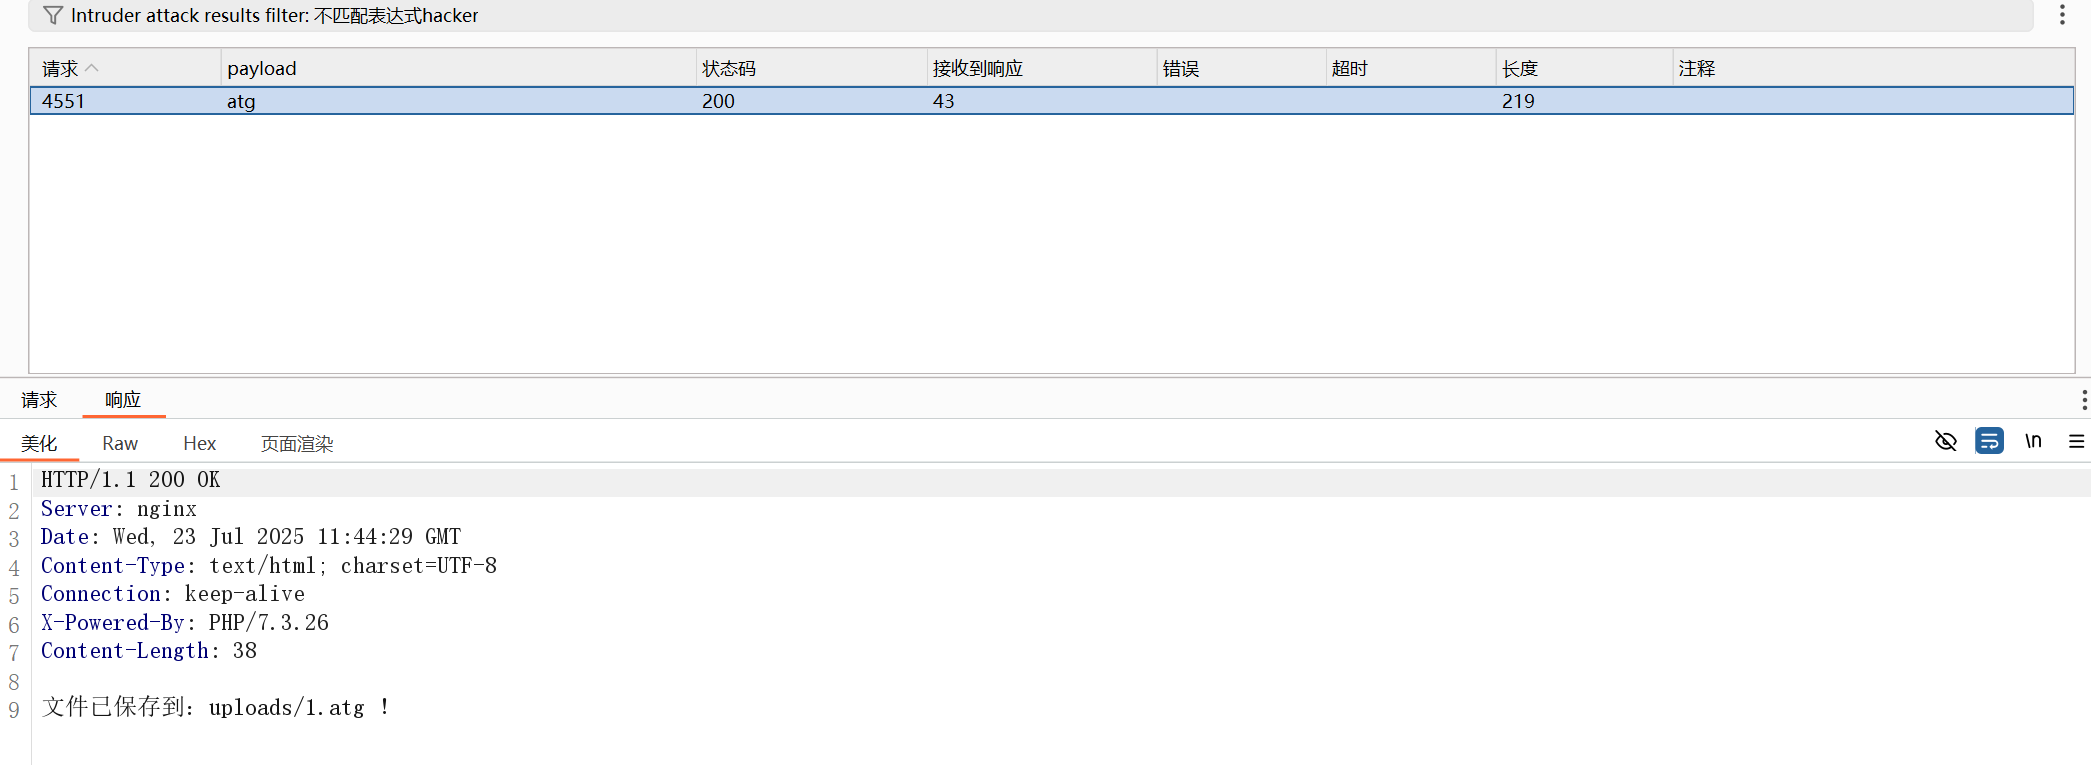 Intruder attack results filter: 不匹配表达式hacker
请求 payload 状态码 接收到响应 错误 超时 长度 注释
4551 atg 200 43 219
请求 响应
美化 Raw Hex 页面渲染 \n
1 HTTP/1.1 200 OK
2 Server: nginx
3 Date: Wed, 23 Jul 2025 11:44:29 GMT
4 Content-Type: text/html; charset=UTF-8
5 Connection: keep-alive
6 X-Powered-By: PHP/7.3.26
7 Content-Length: 38
8
9 文件已保存到：uploads/1.atg !